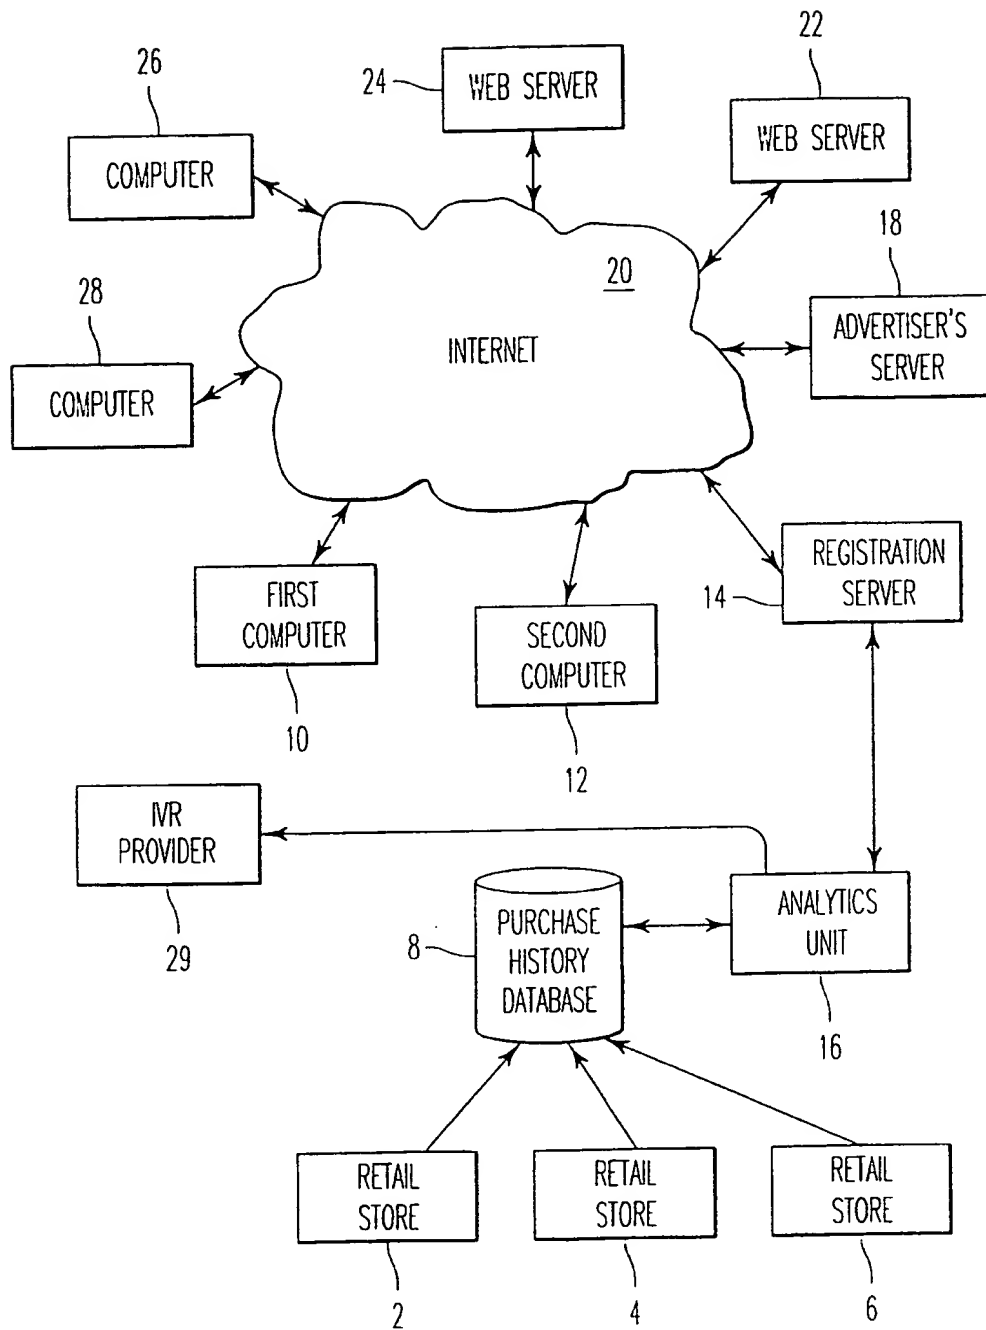 22
26
24
WEB SERVER
WEB SERVER
COMPUTER
18
20
28
ADVERTISER'S
SERVER
INTERNET
COMPUTER
REGISTRATION
SERVER
14
FIRST
COMPUTER
SECOND
COMPUTER
10
12
IVR
PROVIDER
29
ANALYTICS
UNIT
16
8
PURCHASE
HISTORY
DATABASE
RETAIL
STORE
RETAIL
STORE
RETAIL
STORE
2
4
6